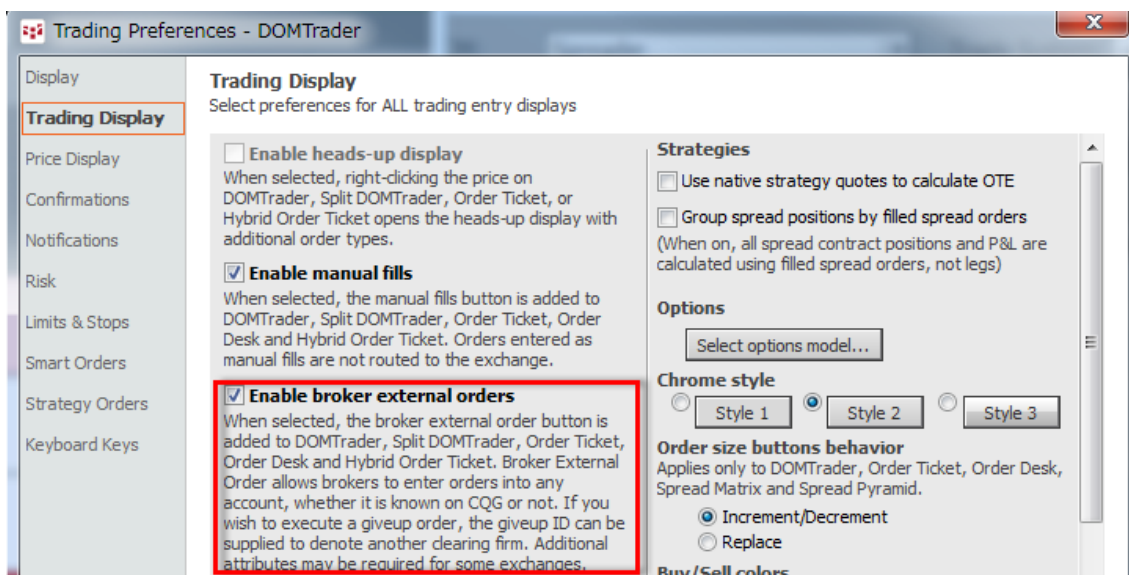 Trading Preferences - DOMTrader
Display
Trading Display
Price Display
Confirmations
Notifications
Risk
Limits & Stops
Smart Orders
Strategy Orders
Keyboard Keys
Trading Display
Select preferences for ALL trading entry displays
Enable heads-up display
When selected, right-clicking the price on
DOMTrader, Split DOMTrader, Order Ticket, or
Hybrid Order Ticket opens the heads-up display with
additional order types.
Enable manual fills
When selected, the manual fills button is added to
DOMTrader, Split DOMTrader, Order Ticket, Order
Desk and Hybrid Order Ticket. Orders entered as
manual fills are not routed to the exchange.
Enable broker external orders
When selected, the broker external order button is
added to DOMTrader, Split DOMTrader, Order Ticket,
Order Desk and Hybrid Order Ticket. Broker External
Order allows brokers to enter orders into any
account, whether it is known on CQG or not. If you
wish to execute a giveup order, the giveup ID can be
supplied to denote another clearing firm. Additional
attributes may be required for some exchanges.
Strategies
Use native strategy quotes to calculate OTE
Group spread positions by filled spread orders
(When on, all spread contract positions and P&L are
calculated using filled spread orders, not legs)
Options
Select options model...
Chrome style
Style 1 Style 2 Style 3
Order size buttons behavior
Applies only to DOMTrader, Order Ticket, Order Desk,
Spread Matrix and Spread Pyramid.
Increment/Decrement
Replace
Buy/Sell colors